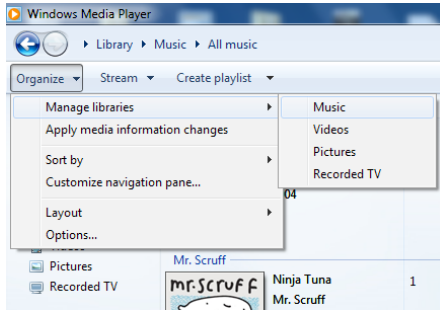 Windows Media Player
Library Music All music
Organize Stream Create playlist
Manage libraries
Apply media information changes
Sort by
Customize navigation pane...
Layout
Options...
Music
Videos
Pictures
Recorded TV
04
Pictures
Recorded TV
Mr. Scruff
mr.scruff
Ninja Tuna
Mr. Scruff
1